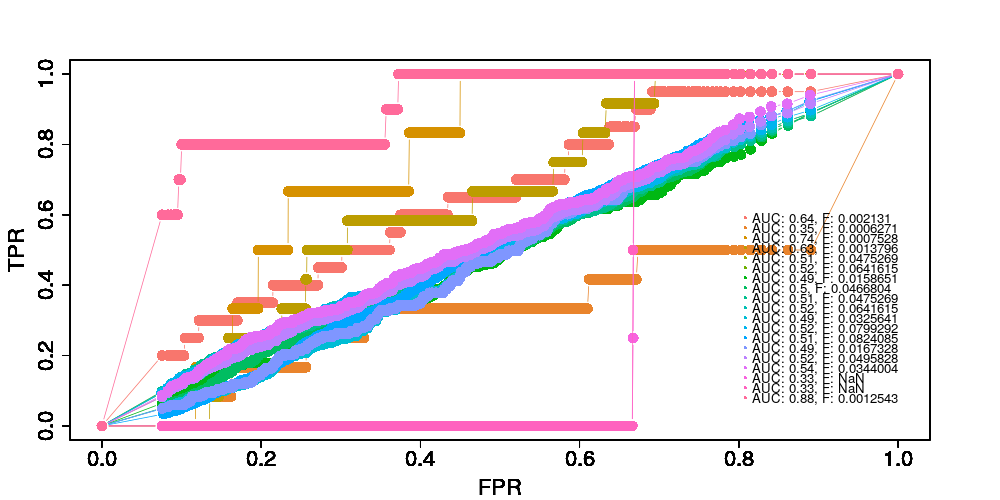 1.0
0.8
0.6
0.4
0.2
0.0
TPR
AUC: 0.64, F: 0.002131
AUC: 0.35, F: 0.0006271
AUC: 0.74, F: 0.0007528
AUC: 0.63, F: 0.0013796
AUC: 0.51, F: 0.0475269
AUC: 0.52, F: 0.0641615
AUC: 0.49, F: 0.0158651
AUC: 0.5, F: 0.0466804
AUC: 0.51, F: 0.0475269
AUC: 0.52, F: 0.0641615
AUC: 0.49, F: 0.0325641
AUC: 0.52, F: 0.0799292
AUC: 0.51, F: 0.0824085
AUC: 0.49, F: 0.0167328
AUC: 0.52, F: 0.0495828
AUC: 0.54, F: 0.0344004
AUC: 0.33, F: NaN
AUC: 0.33, F: NaN
AUC: 0.88, F: 0.0012543
0.0 0.2 0.4 0.6 0.8 1.0
FPR